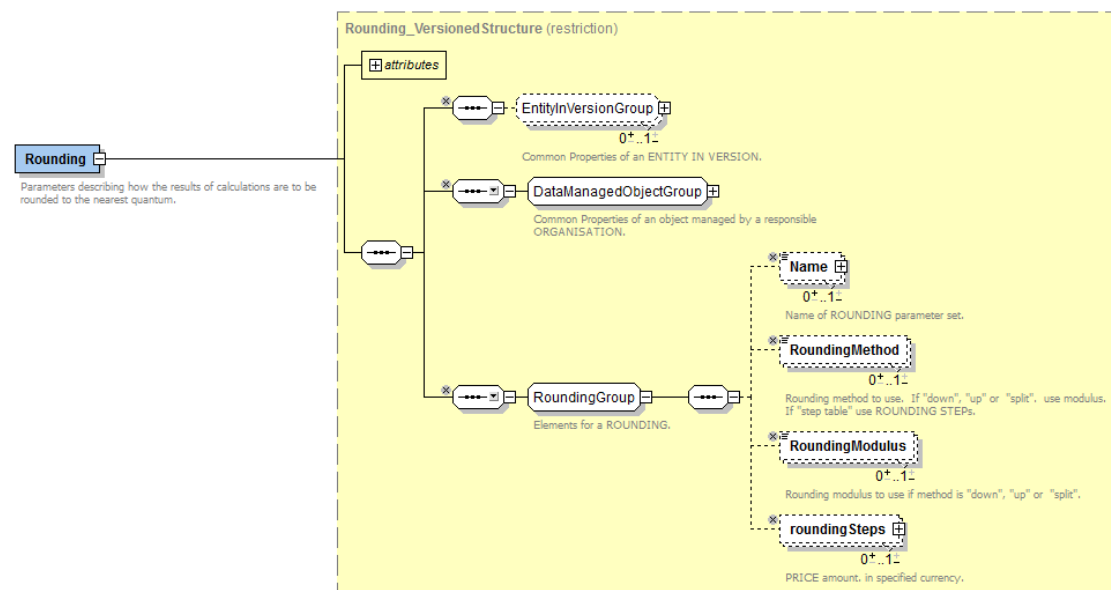 Rounding_VersionedStructure (restriction)
attributes
EntityInVersionGroup
0..1
Common Properties of an ENTITY IN VERSION.
Rounding
Parameters describing how the results of calculations are to be
rounded to the nearest quantum.
DataManagedObjectGroup
Common Properties of an object managed by a responsible
ORGANISATION.
Name
0..1
Name of ROUNDING parameter set.
RoundingMethod
0..1
Rounding method to use. If "down", "up" or "split". use modulus.
If "step table" use ROUNDING STEPs.
RoundingGroup
Elements for a ROUNDING.
RoundingModulus
0..1
Rounding modulus to use if method is "down", "up" or "split".
roundingSteps
0..1
PRICE amount. in specified currency.